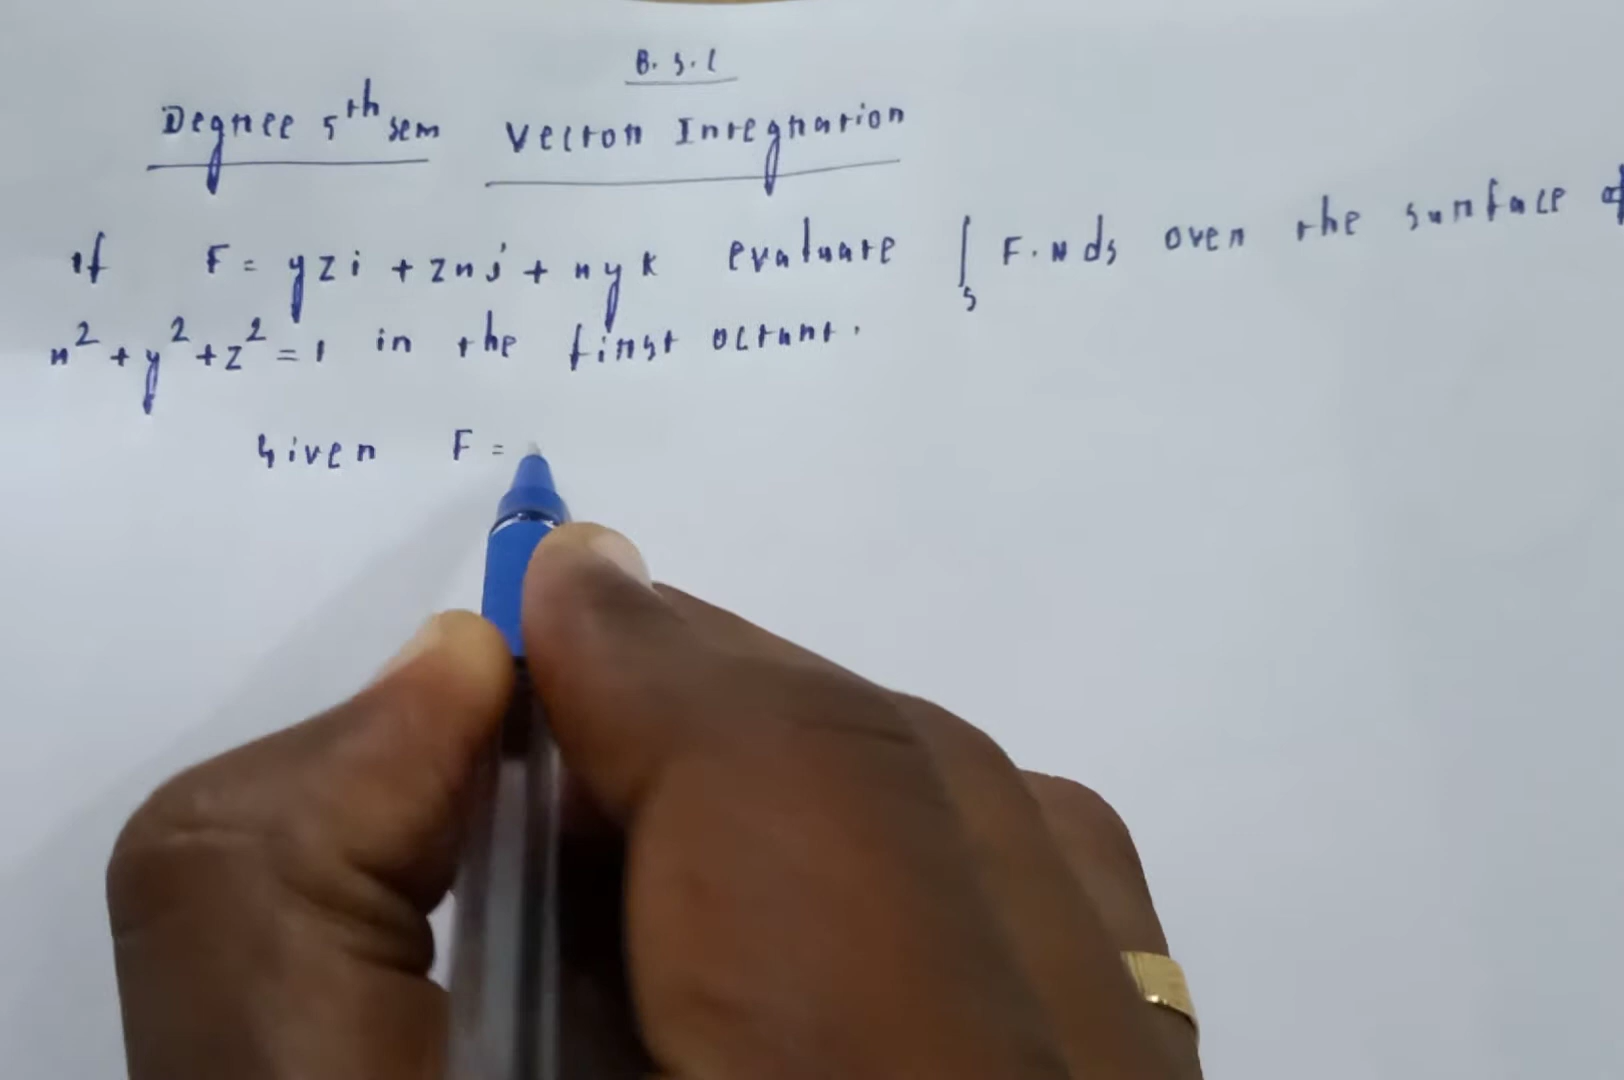 B.S.C
Degree 5th sem Vector Integration
If F = yzi + zxj + xyk evaluate ∫s F.N ds over the surface of
x² + y² + z² = 1 in the first octant.
Given F =